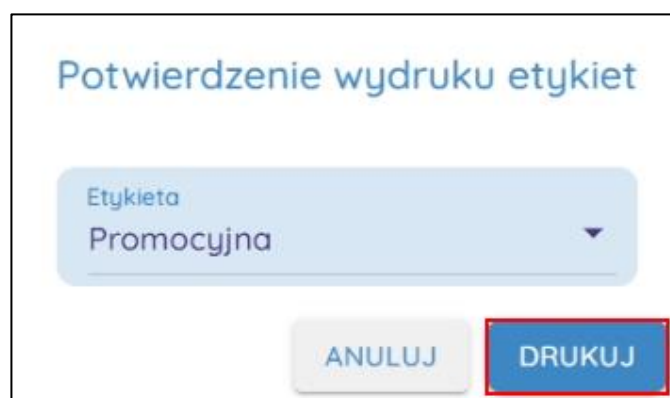 Potwierdzenie wydruku etykiet
Etykieta
Promocyjna
ANULUJ DRUKUJ